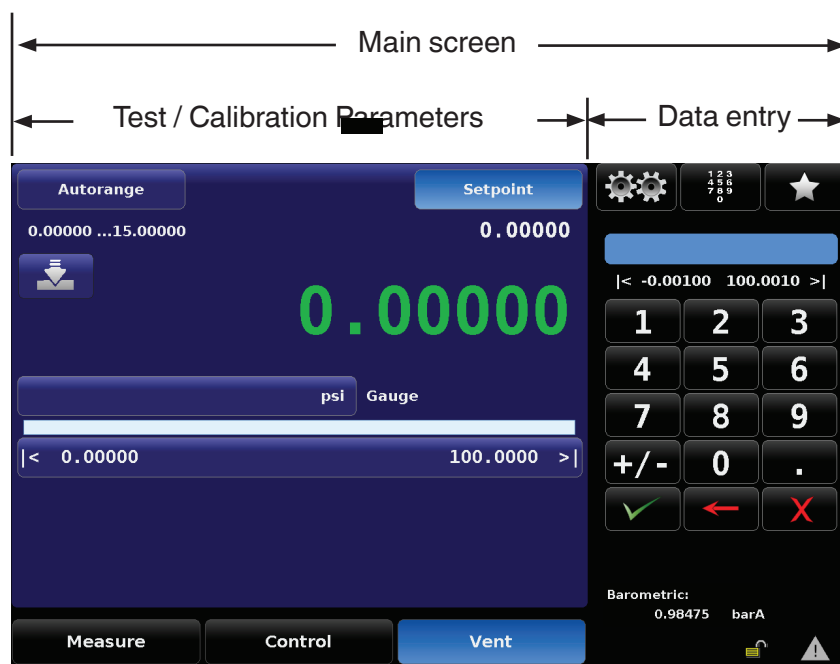 Main screen
Test / Calibration Parameters
Data entry
Autorange
Setpoint
1 2 3
4 5 6
7 8 9
0
0.00000 ...15.00000
0.00000
|< -0.00100 100.0010 >|
0.00000
1 2 3
4 5 6
psi Gauge
7 8 9
|< 0.00000 100.0000 >|
+/- 0 .
X
Barometric:
0.98475 barA
Measure
Control
Vent